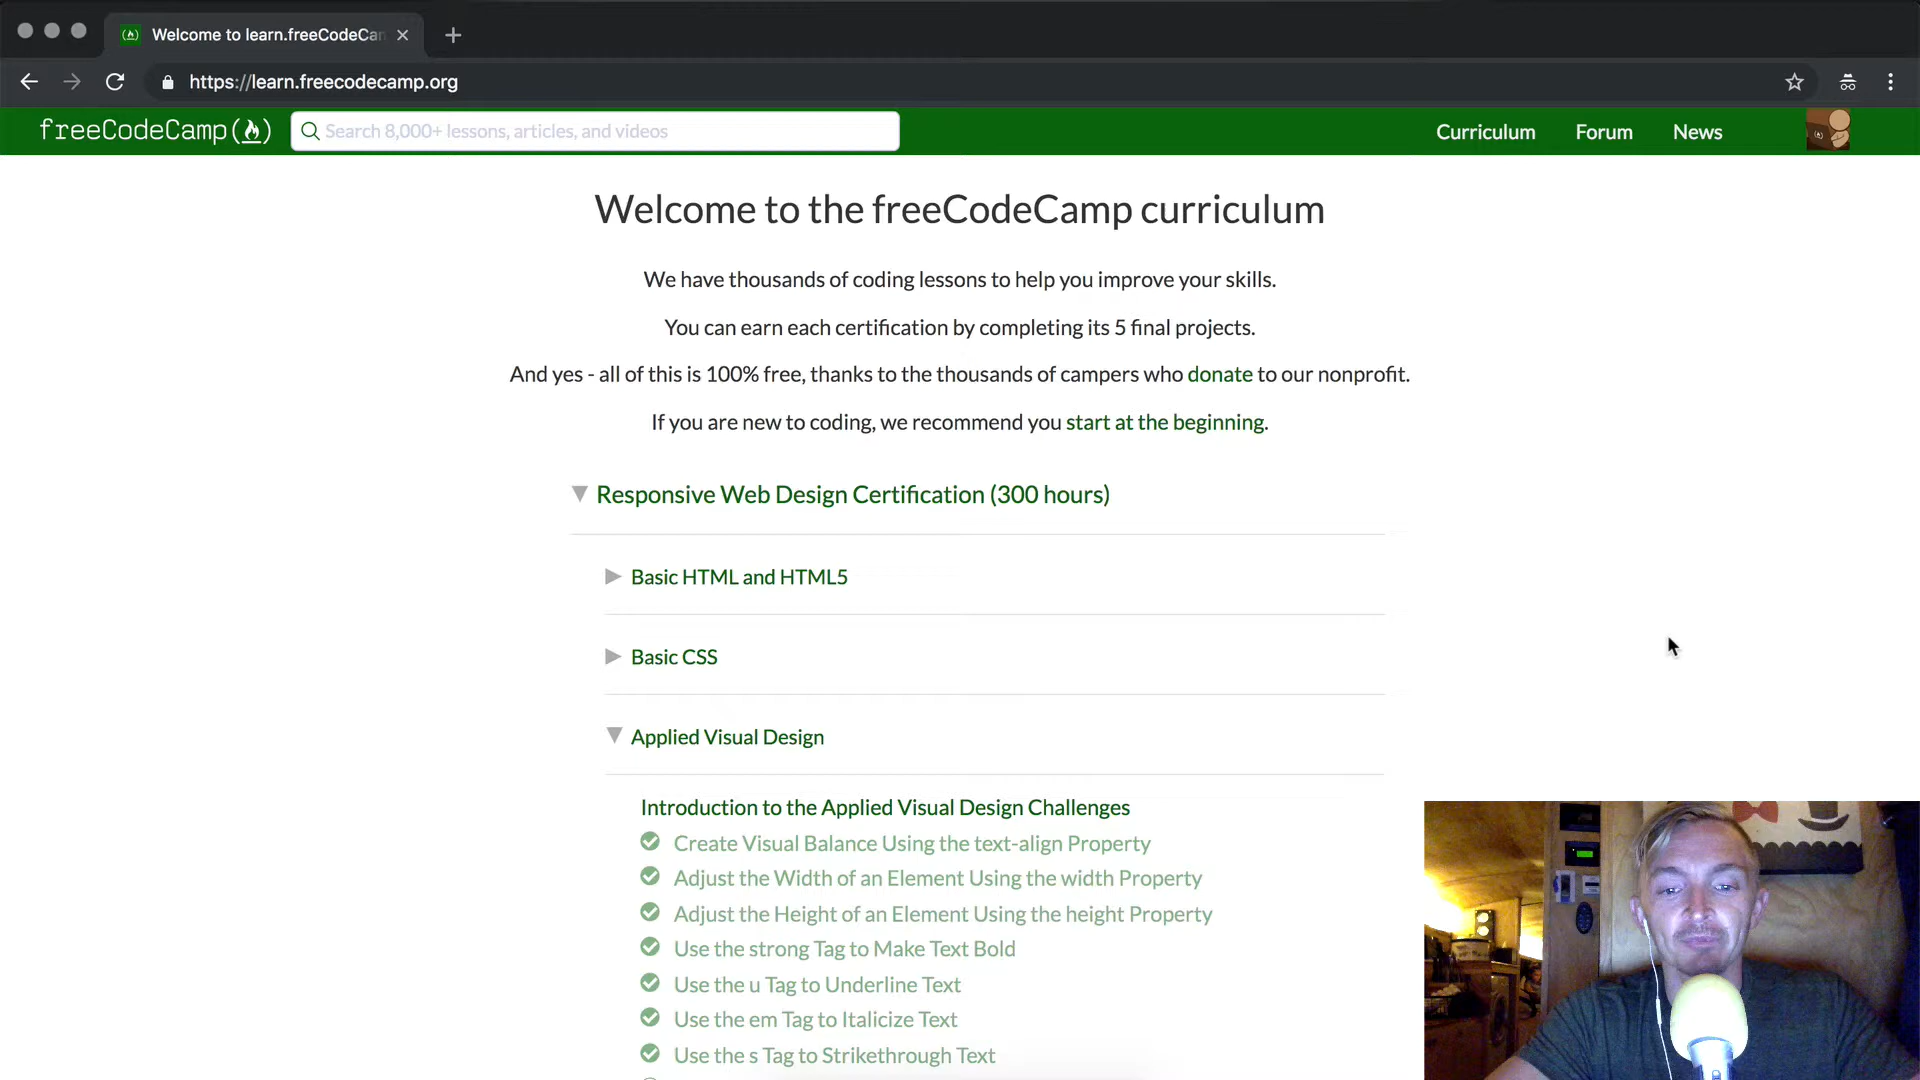 Welcome to learn.freeCodeCam
https://learn.freecodecamp.org
freeCodeCamp
Search 8,000+ lessons, articles, and videos
Curriculum
Forum
News
Welcome to the freeCodeCamp curriculum
We have thousands of coding lessons to help you improve your skills.
You can earn each certification by completing its 5 final projects.
And yes - all of this is 100% free, thanks to the thousands of campers who donate to our nonprofit.
If you are new to coding, we recommend you start at the beginning.
Responsive Web Design Certification (300 hours)
Basic HTML and HTML5
Basic CSS
Applied Visual Design
Introduction to the Applied Visual Design Challenges
Create Visual Balance Using the text-align Property
Adjust the Width of an Element Using the width Property
Adjust the Height of an Element Using the height Property
Use the strong Tag to Make Text Bold
Use the u Tag to Underline Text
Use the em Tag to Italicize Text
Use the s Tag to Strikethrough Text